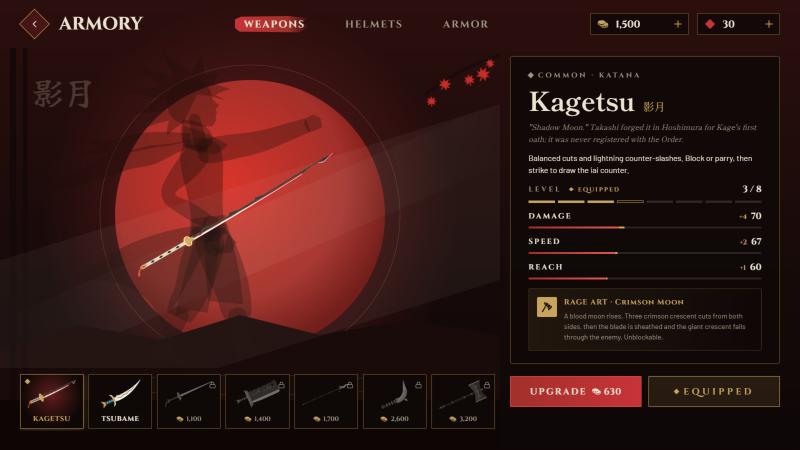 ARMORY
WEAPONS
HELMETS
ARMOR
1,500
+
30
+
影月
COMMON · KATANA
Kagetsu 影月
"Shadow Moon." Takashi forged it in Hoshimura for Kage's first
oath; it was never registered with the Order.
Balanced cuts and lightning counter-slashes. Block or parry, then
strike to draw the iai counter.
LEVEL ◆ EQUIPPED 3 / 8
DAMAGE +4 70
SPEED +2 67
REACH +1 60
RAGE ART · CRIMSON MOON
A blood moon rises. Three crimson crescent cuts from both
sides, then the blade is sheathed and the giant crescent falls
through the enemy. Unblockable.
KAGETSU
TSUBAME
1,100
1,400
1,700
2,600
3,200
UPGRADE 630
◆ EQUIPPED